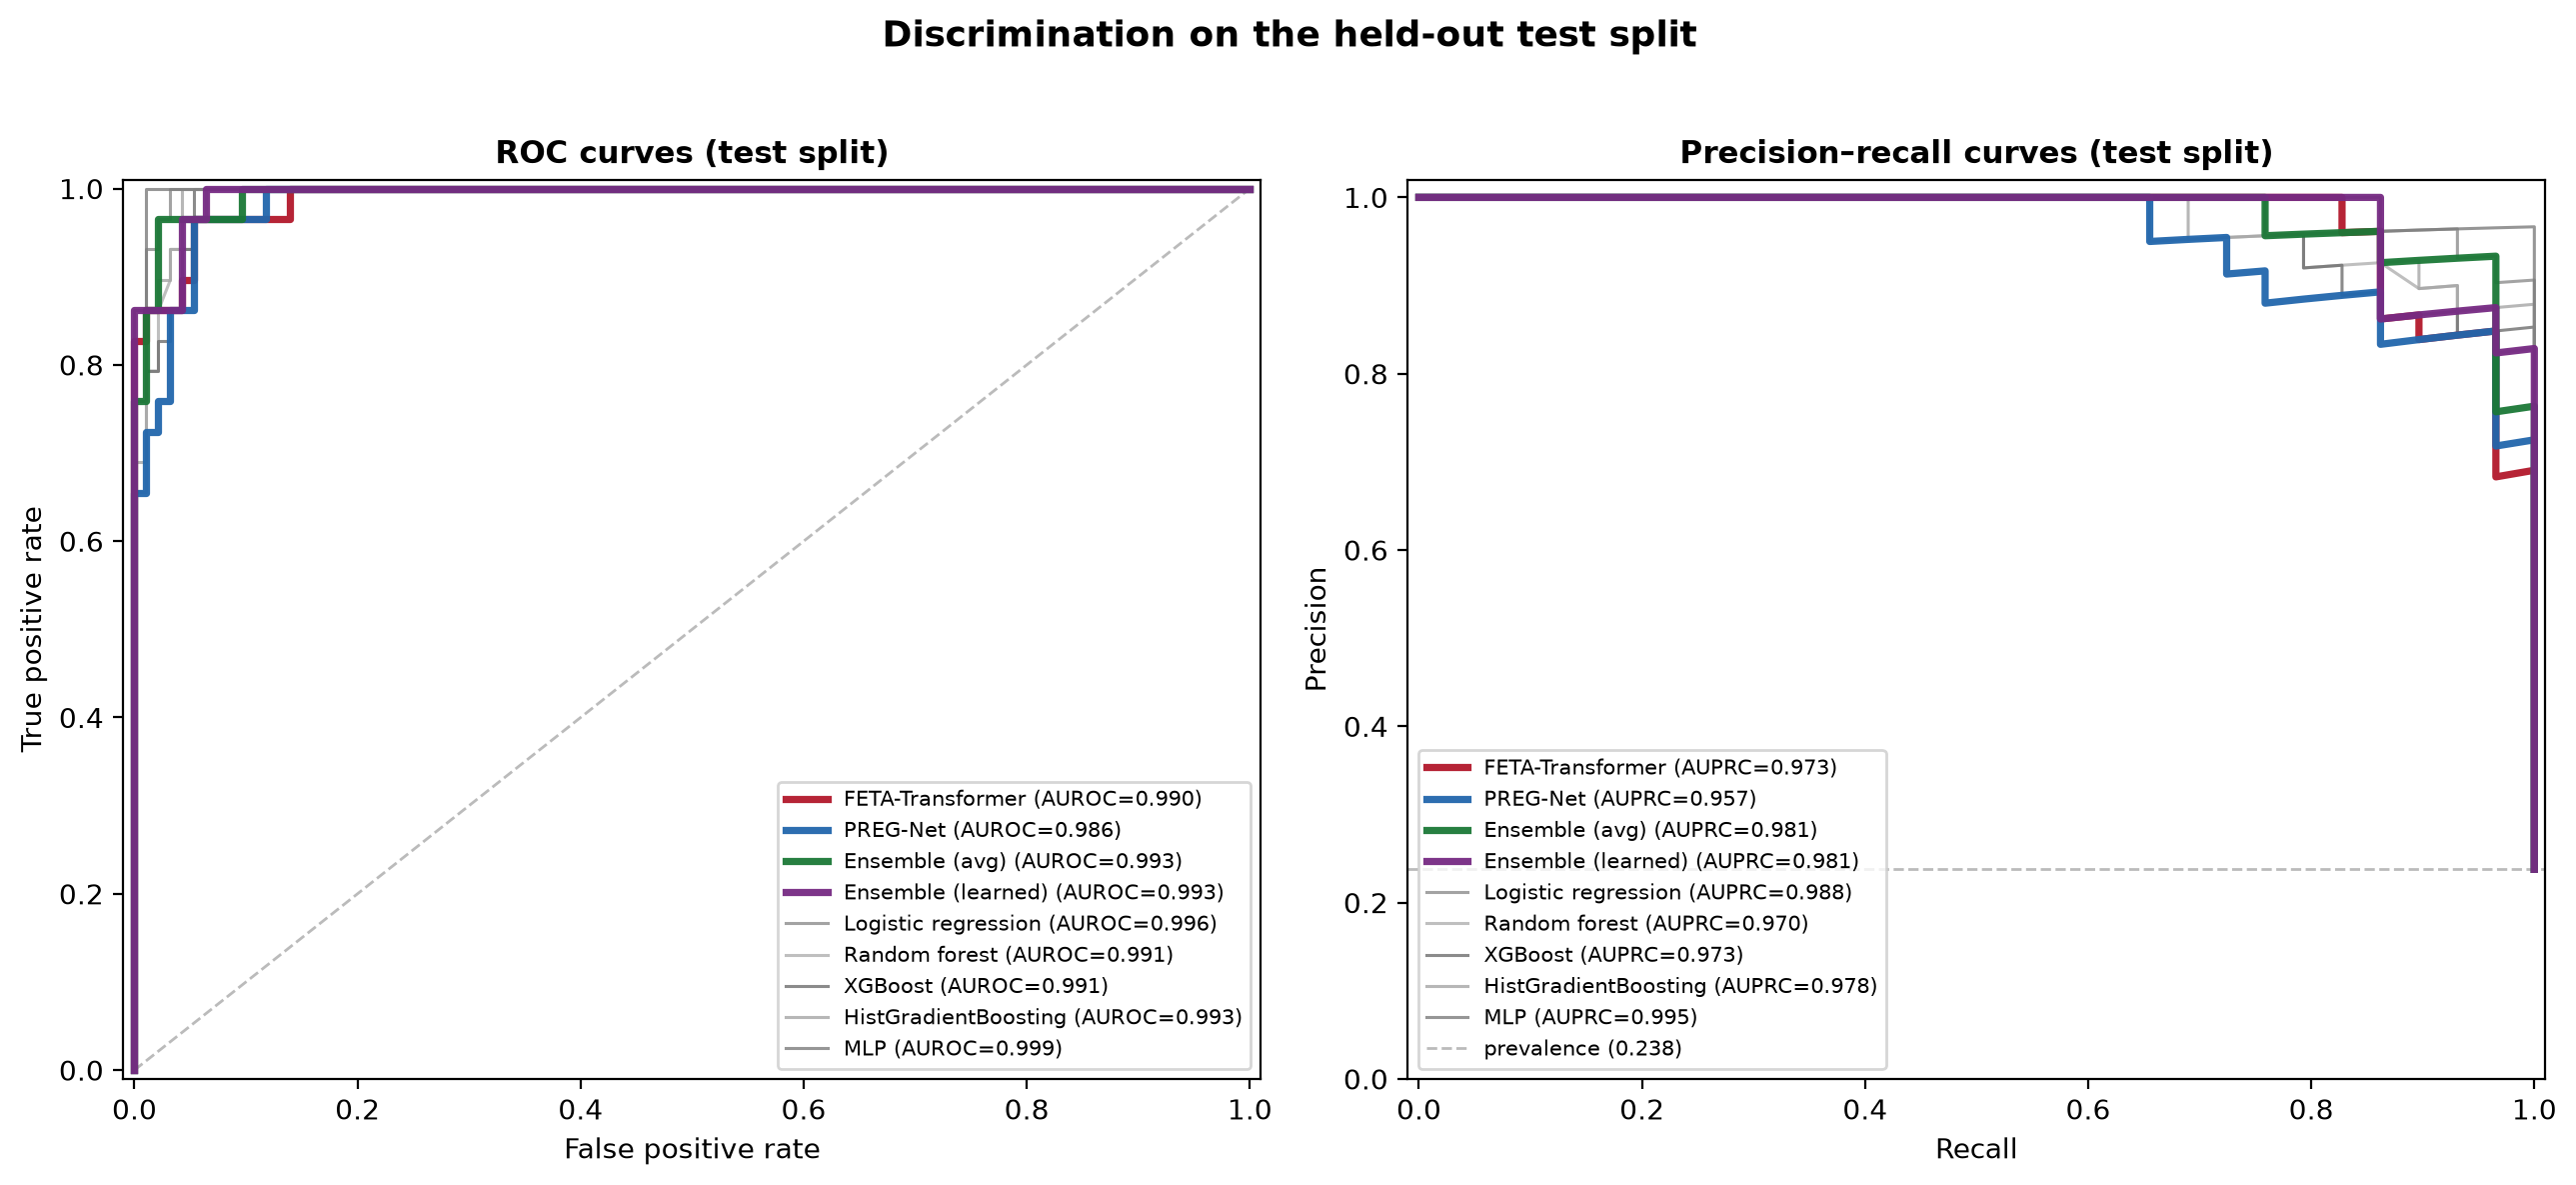 Discrimination on the held-out test split
ROC curves (test split)
True positive rate
1.0
0.8
0.6
0.4
0.2
0.0
FETA-Transformer (AUROC=0.990)
PREG-Net (AUROC=0.986)
Ensemble (avg) (AUROC=0.993)
Ensemble (learned) (AUROC=0.993)
Logistic regression (AUROC=0.996)
Random forest (AUROC=0.991)
XGBoost (AUROC=0.991)
HistGradientBoosting (AUROC=0.993)
MLP (AUROC=0.999)
0.0 0.2 0.4 0.6 0.8 1.0
False positive rate
Precision–recall curves (test split)
Precision
1.0
0.8
0.6
0.4
0.2
0.0
FETA-Transformer (AUPRC=0.973)
PREG-Net (AUPRC=0.957)
Ensemble (avg) (AUPRC=0.981)
Ensemble (learned) (AUPRC=0.981)
Logistic regression (AUPRC=0.988)
Random forest (AUPRC=0.970)
XGBoost (AUPRC=0.973)
HistGradientBoosting (AUPRC=0.978)
MLP (AUPRC=0.995)
prevalence (0.238)
0.0 0.2 0.4 0.6 0.8 1.0
Recall